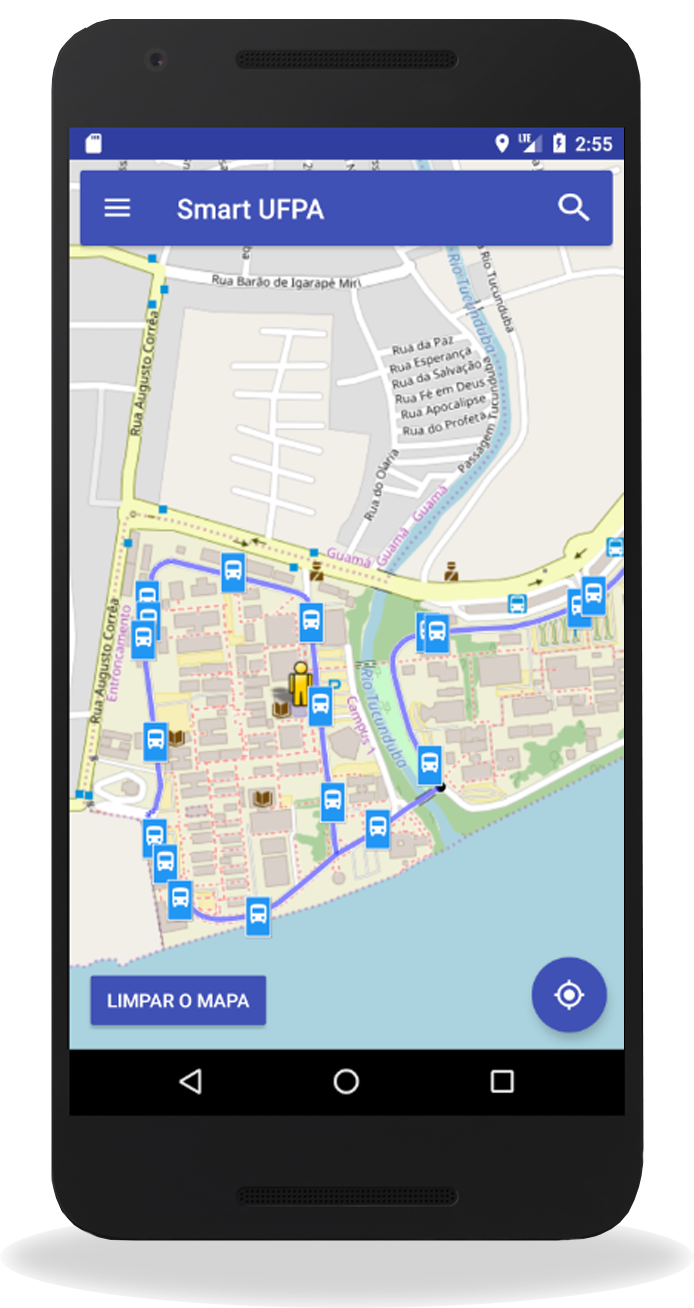 LTE 2:55
Smart UFPA
Rua Barão de Igarapé Miri
Rio Tucunduba
Rio Tucunduba
Rua Augusto Corrêa
Rua da Paz
Rua Esperança
Rua da Salvação
Rua Fé em Deus
Rua Apocalipse
Rua do Profeta
Passagem Tucunduba
Rua do Olaria
Guamá
Guamá
Guamá
Rua Augusto Corrêa
Entroncamento
P
Rio Tucunduba
Campus 1
LIMPAR O MAPA